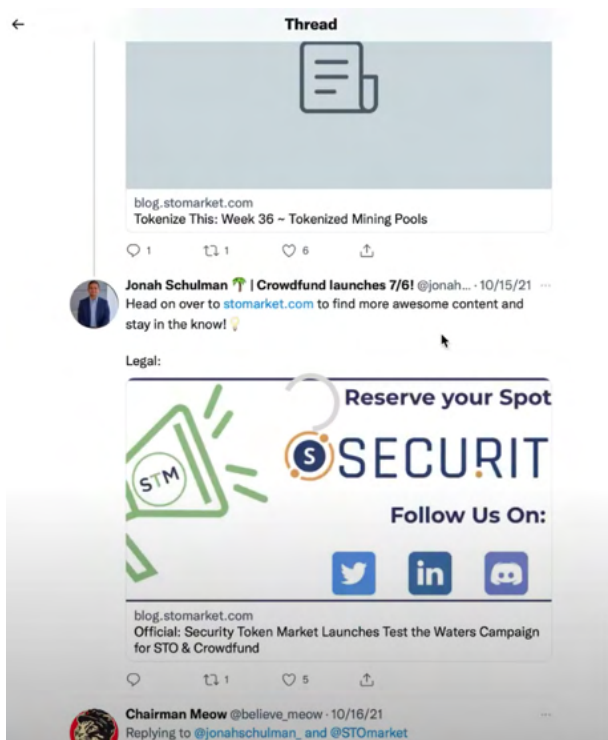 Thread
blog.stomarket.com
Tokenize This: Week 36 ~ Tokenized Mining Pools
1 1 6
Jonah Schulman 🌴 | Crowdfund launches 7/6! @jonah... · 10/15/21 ...
Head on over to stomarket.com to find more awesome content and
stay in the know!💡
Legal:
Reserve your Spot
STM
S SECURIT
Follow Us On:
in
blog.stomarket.com
Official: Security Token Market Launches Test the Waters Campaign
for STO & Crowdfund
1 5
Chairman Meow @believe_meow · 10/16/21 ...
Replying to @jonahschulman_ and @STOmarket